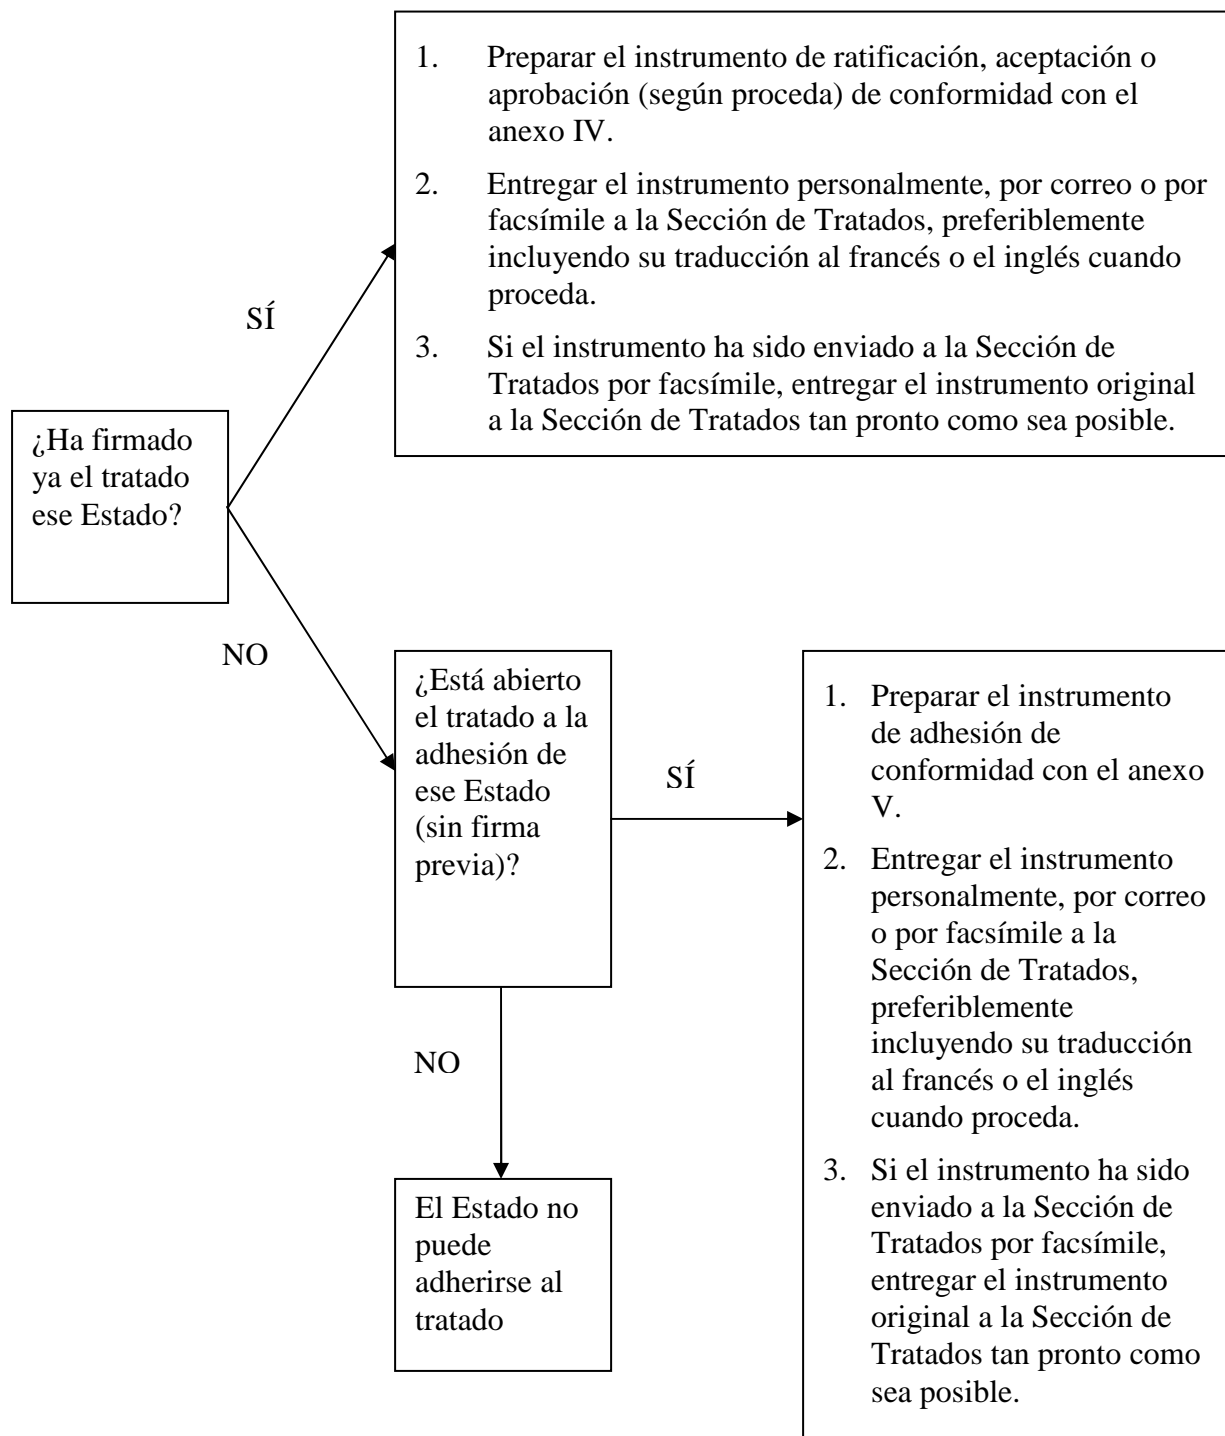 1. Preparar el instrumento de ratificación, aceptación o
aprobación (según proceda) de conformidad con el
anexo IV.
2. Entregar el instrumento personalmente, por correo o por
facsímile a la Sección de Tratados, preferiblemente
incluyendo su traducción al francés o el inglés cuando
proceda.
3. Si el instrumento ha sido enviado a la Sección de
Tratados por facsímile, entregar el instrumento original
a la Sección de Tratados tan pronto como sea posible.
SÍ
¿Ha firmado
ya el tratado
ese Estado?
NO
¿Está abierto
el tratado a la
adhesión de
ese Estado
(sin firma
previa)?
SÍ
1. Preparar el instrumento
de adhesión de
conformidad con el anexo
V.
2. Entregar el instrumento
personalmente, por correo
o por facsímile a la
Sección de Tratados,
preferiblemente
incluyendo su traducción
al francés o el inglés
cuando proceda.
3. Si el instrumento ha sido
enviado a la Sección de
Tratados por facsímile,
entregar el instrumento
original a la Sección de
Tratados tan pronto como
sea posible.
NO
El Estado no
puede
adherirse al
tratado